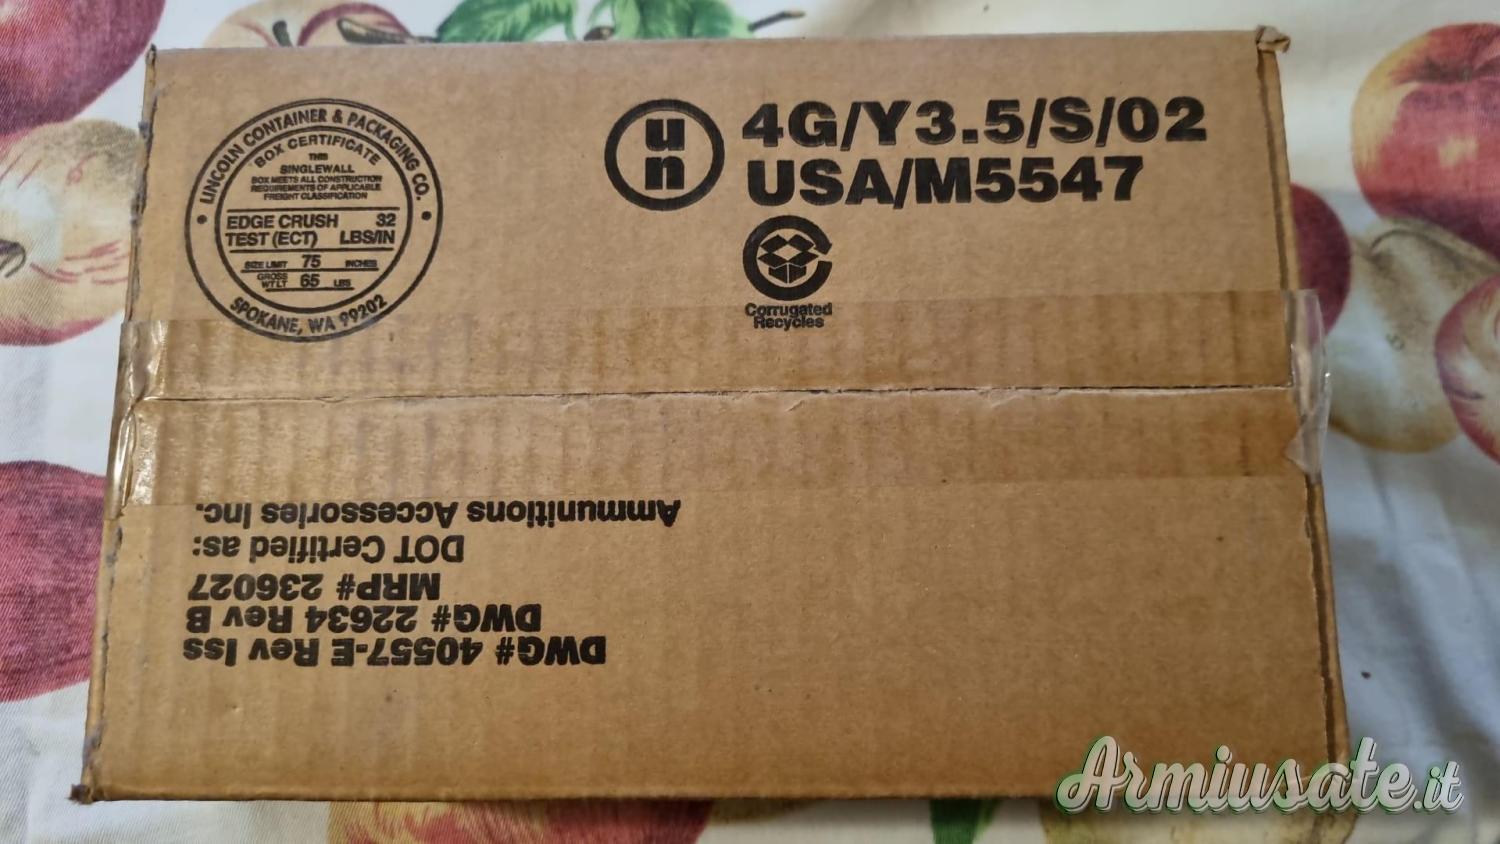 LINCOLN CONTAINER & PACKAGING CO.
BOX CERTIFICATE
THIS
SINGLEWALL
BOX MEETS ALL CONSTRUCTION
REQUIREMENTS OF APPLICABLE
FREIGHT CLASSIFICATION
EDGE CRUSH 32
TEST (ECT) LBS/IN
SIZE LIMIT 75 INCHES
GROSS
WT LT 65 LBS
SPOKANE, WA 99202
un
4G/Y3.5/S/02
USA/M5547
Corrugated
Recycles
DWG# 40557-E Rev Iss
DWG# 22634 Rev B
MRP# 236027
DOT Certified as:
Ammunitions Accessories Inc.
Armiusate.it